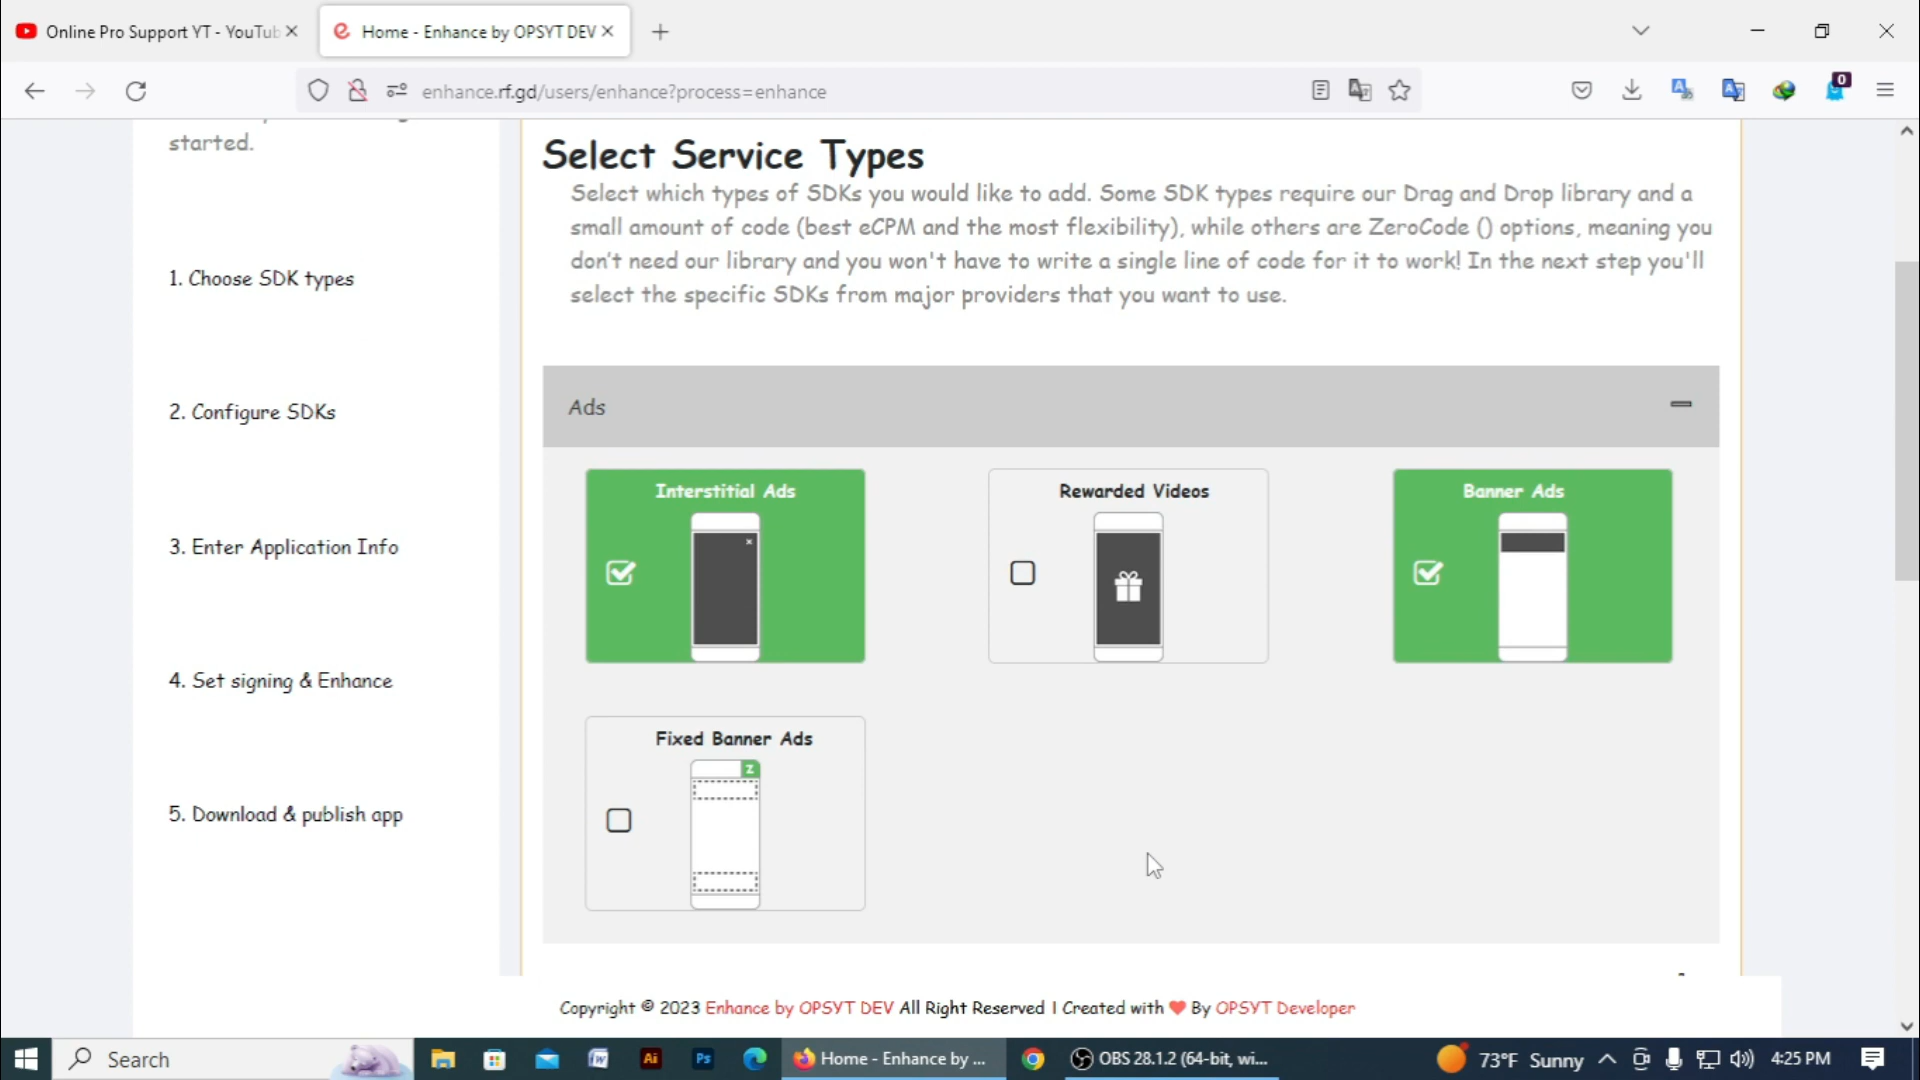 Online Pro Support YT - YouTub
Home - Enhance by OPSYT DEV
enhance.rf.gd/users/enhance?process=enhance
0
started.
1. Choose SDK types
2. Configure SDKs
3. Enter Application Info
4. Set signing & Enhance
5. Download & publish app
Select Service Types
Select which types of SDKs you would like to add. Some SDK types require our Drag and Drop library and a
small amount of code (best eCPM and the most flexibility), while others are ZeroCode () options, meaning you
don't need our library and you won't have to write a single line of code for it to work! In the next step you'll
select the specific SDKs from major providers that you want to use.
Ads
Interstitial Ads
Rewarded Videos
Banner Ads
Fixed Banner Ads
Z
Copyright © 2023 Enhance by OPSYT DEV All Right Reserved | Created with ❤ By OPSYT Developer
Search
Ai
Ps
Home - Enhance by ...
OBS 28.1.2 (64-bit, wi...
73°F Sunny
4:25 PM